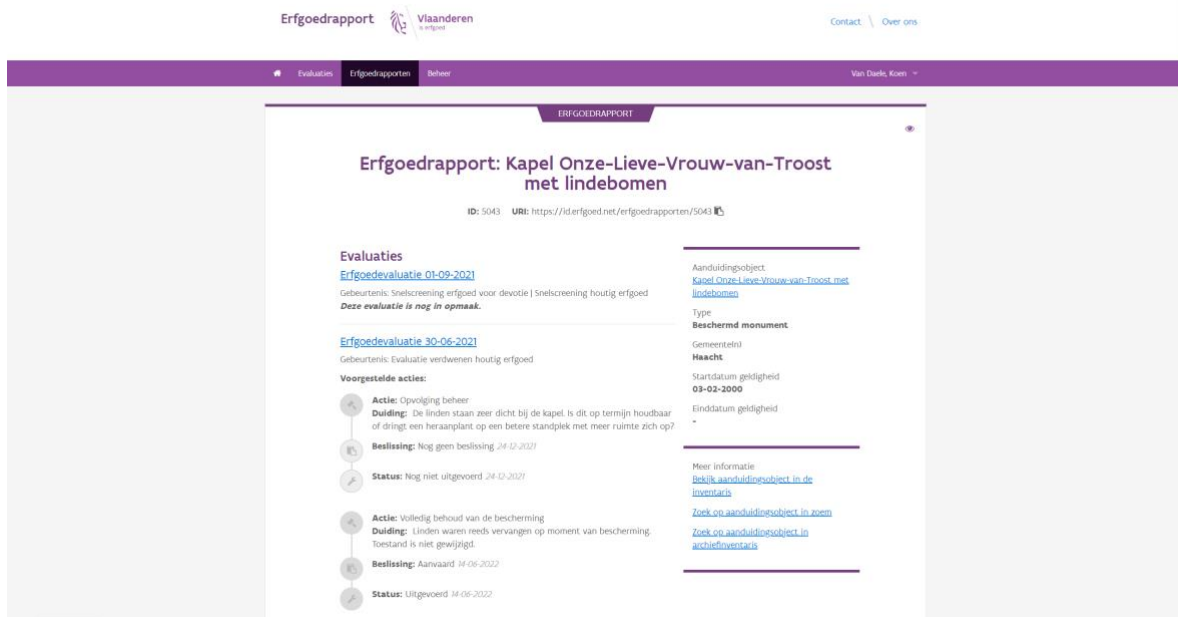 Erfgoedrapport
Vlaanderen
is erfgoed
Contact \ Over ons
Evaluaties Erfgoedrapporten Beheer Van Daele, Koen
ERFGOEDRAPPORT
Erfgoedrapport: Kapel Onze-Lieve-Vrouw-van-Troost
met lindebomen
ID: 5043 URI: https://id.erfgoed.net/erfgoedrapporten/5043
Evaluaties
Erfgoedevaluatie 01-09-2021
Gebeurtenis: Snelscreening erfgoed voor devotie | Snelscreening houtig erfgoed
Deze evaluatie is nog in opmaak.
Erfgoedevaluatie 30-06-2021
Gebeurtenis: Evaluatie verdwenen houtig erfgoed
Voorgestelde acties:
Actie: Opvolging beheer
Duiding: De linden staan zeer dicht bij de kapel. Is dit op termijn houdbaar
of dringt een heraanplant op een betere standplek met meer ruimte zich op?
Beslissing: Nog geen beslissing 24-12-2021
Status: Nog niet uitgevoerd 24-12-2021
Actie: Volledig behoud van de bescherming
Duiding: Linden waren reeds vervangen op moment van bescherming.
Toestand is niet gewijzigd.
Beslissing: Aanvaard 14-06-2022
Status: Uitgevoerd 14-06-2022
Aanduidingsobject
Kapel Onze-Lieve-Vrouw-van-Troost met
lindebomen
Type
Beschermd monument
Gemeente(n)
Haacht
Startdatum geldigheid
03-02-2000
Einddatum geldigheid
-
Meer informatie
Bekijk aanduidingsobject in de
inventaris
Zoek op aanduidingsobject in zoem
Zoek op aanduidingsobject in
archiefinventaris